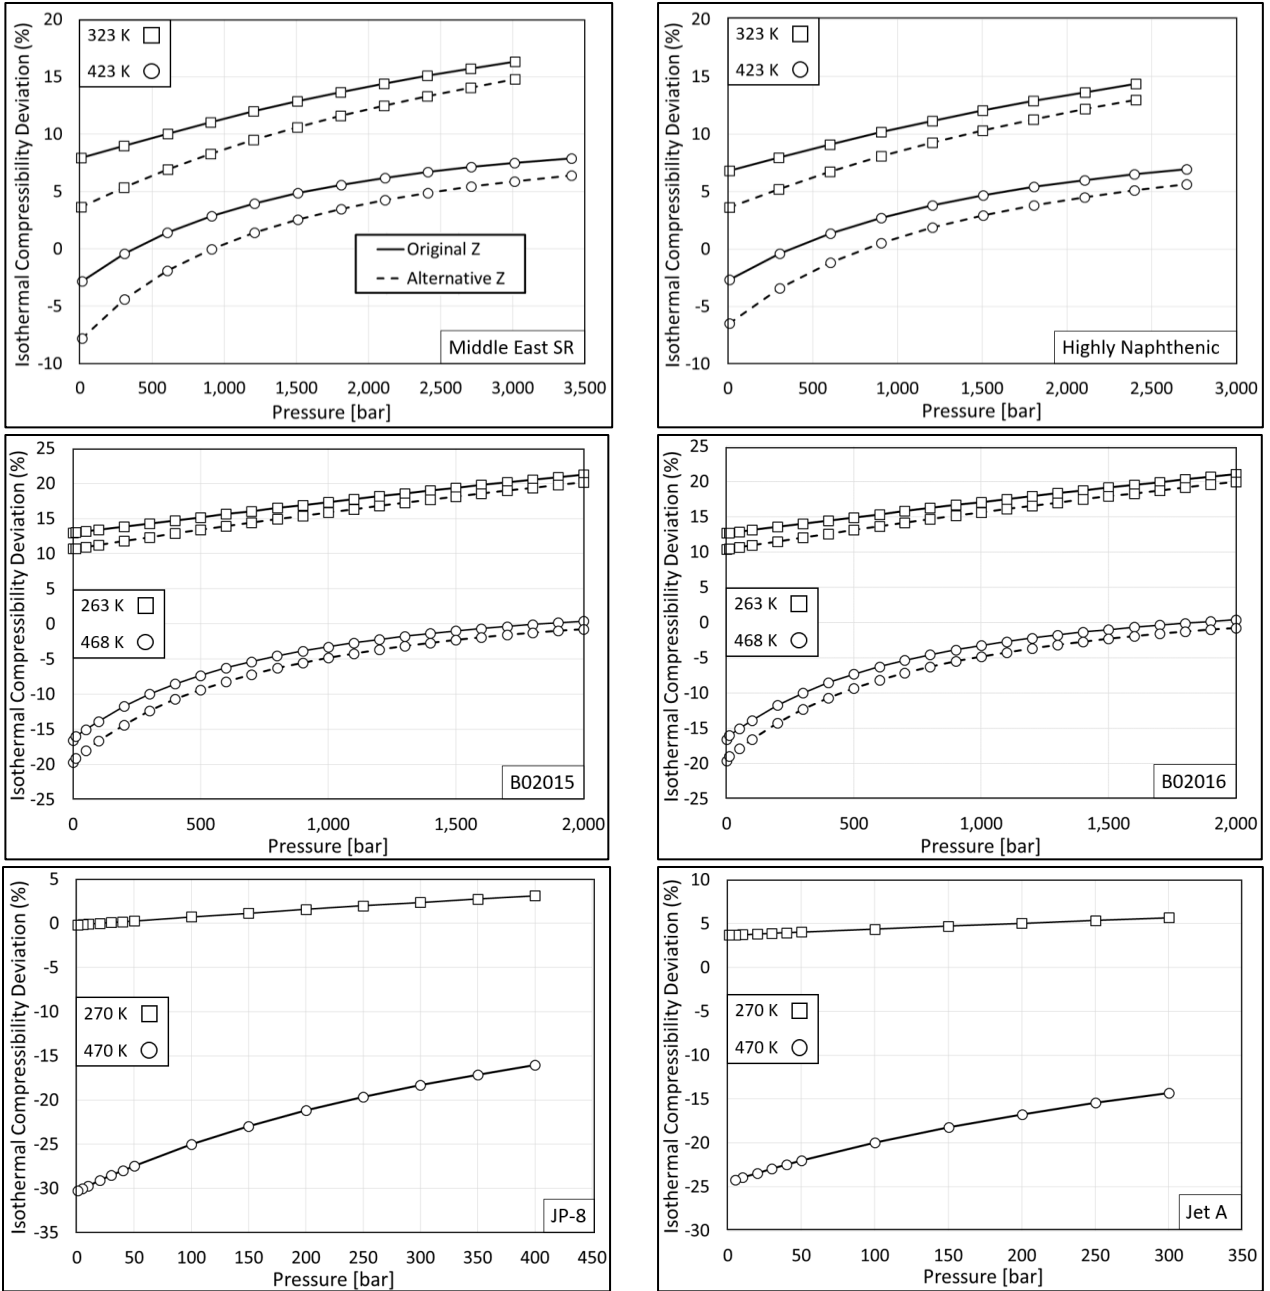 Isothermal Compressibility Deviation (%)
20
15
10
5
0
-5
-10
323 K
423 K
Original Z
Alternative Z
Middle East SR
0 500 1,000 1,500 2,000 2,500 3,000 3,500
Pressure [bar]
Isothermal Compressibility Deviation (%)
20
15
10
5
0
-5
-10
323 K
423 K
Highly Naphthenic
0 500 1,000 1,500 2,000 2,500 3,000
Pressure [bar]
Isothermal Compressibility Deviation (%)
25
20
15
10
5
0
-5
-10
-15
-20
-25
263 K
468 K
B02015
0 500 1,000 1,500 2,000
Pressure [bar]
Isothermal Compressibility Deviation (%)
25
20
15
10
5
0
-5
-10
-15
-20
-25
263 K
468 K
B02016
0 500 1,000 1,500 2,000
Pressure [bar]
Isothermal Compressibility Deviation (%)
5
0
-5
-10
-15
-20
-25
-30
-35
270 K
470 K
JP-8
0 50 100 150 200 250 300 350 400 450
Pressure [bar]
Isothermal Compressibility Deviation (%)
10
5
0
-5
-10
-15
-20
-25
-30
270 K
470 K
Jet A
0 50 100 150 200 250 300 350
Pressure [bar]